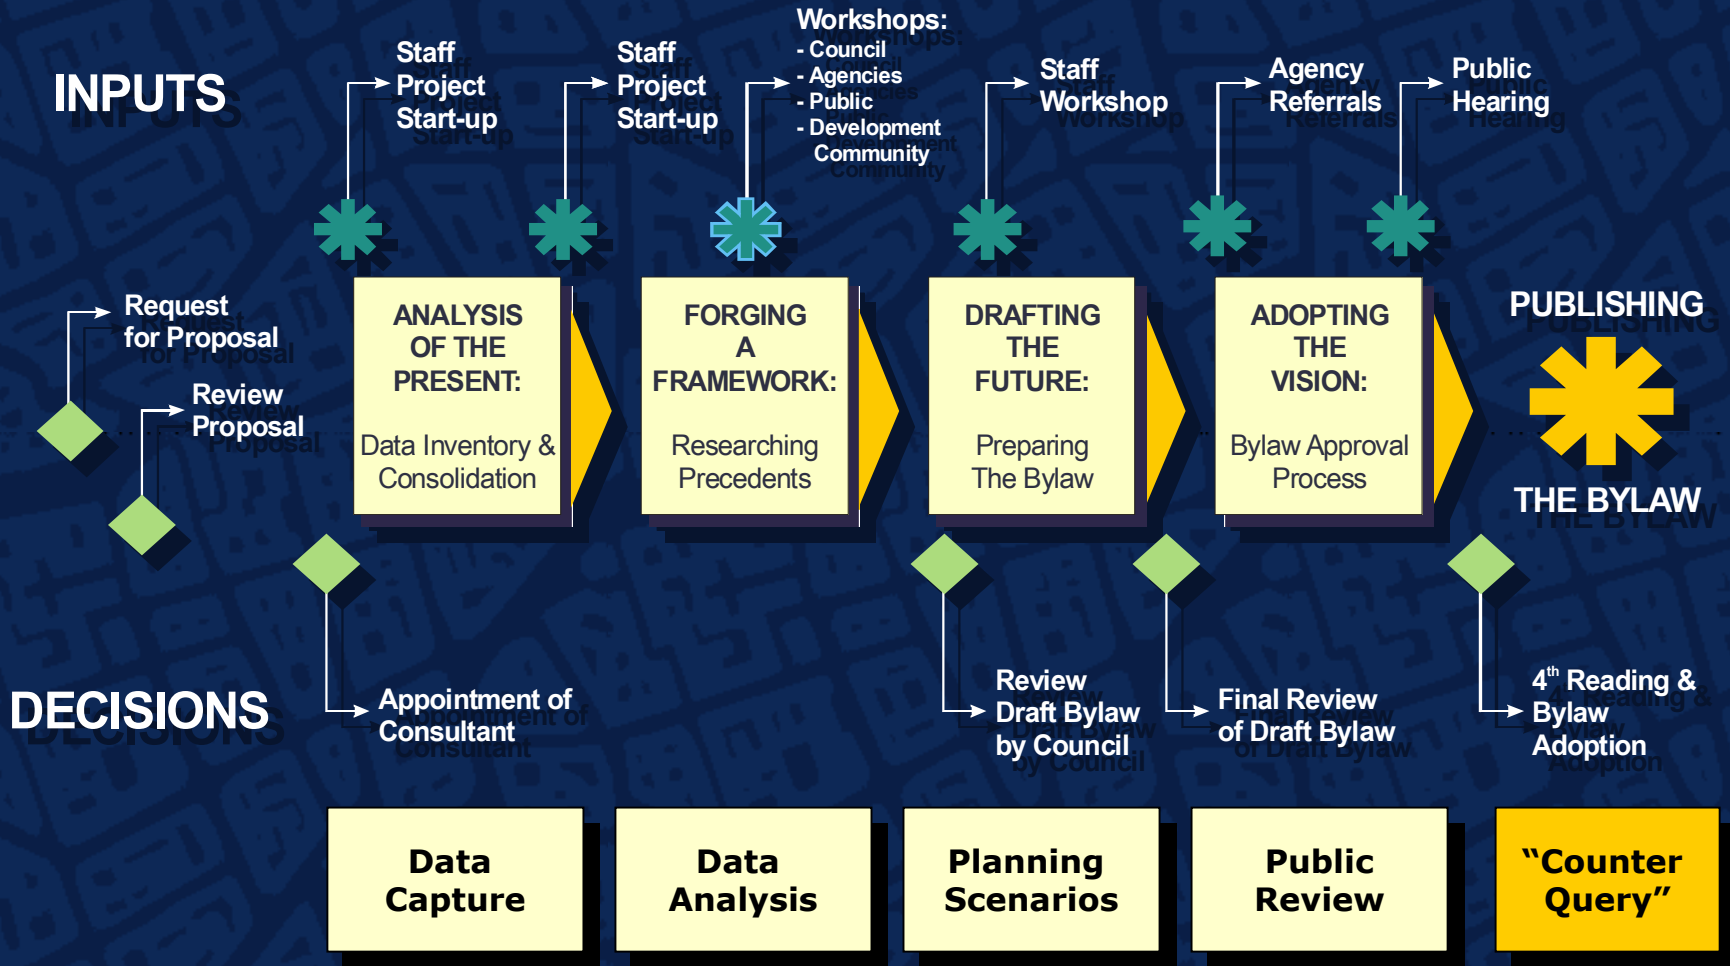 INPUTS
Staff
Project
Start-up
Staff
Project
Start-up
Workshops:
- Council
- Agencies
- Public
- Development
Community
Staff
Workshop
Agency
Referrals
Public
Hearing
Request
for Proposal
Review
Proposal
ANALYSIS
OF THE
PRESENT:
Data Inventory &
Consolidation
FORGING
A
FRAMEWORK:
Researching
Precedents
DRAFTING
THE
FUTURE:
Preparing
The Bylaw
ADOPTING
THE
VISION:
Bylaw Approval
Process
PUBLISHING
THE BYLAW
DECISIONS
Appointment of
Consultant
Review
Draft Bylaw
by Council
Final Review
of Draft Bylaw
4th Reading &
Bylaw
Adoption
Data
Capture
Data
Analysis
Planning
Scenarios
Public
Review
“Counter
Query”